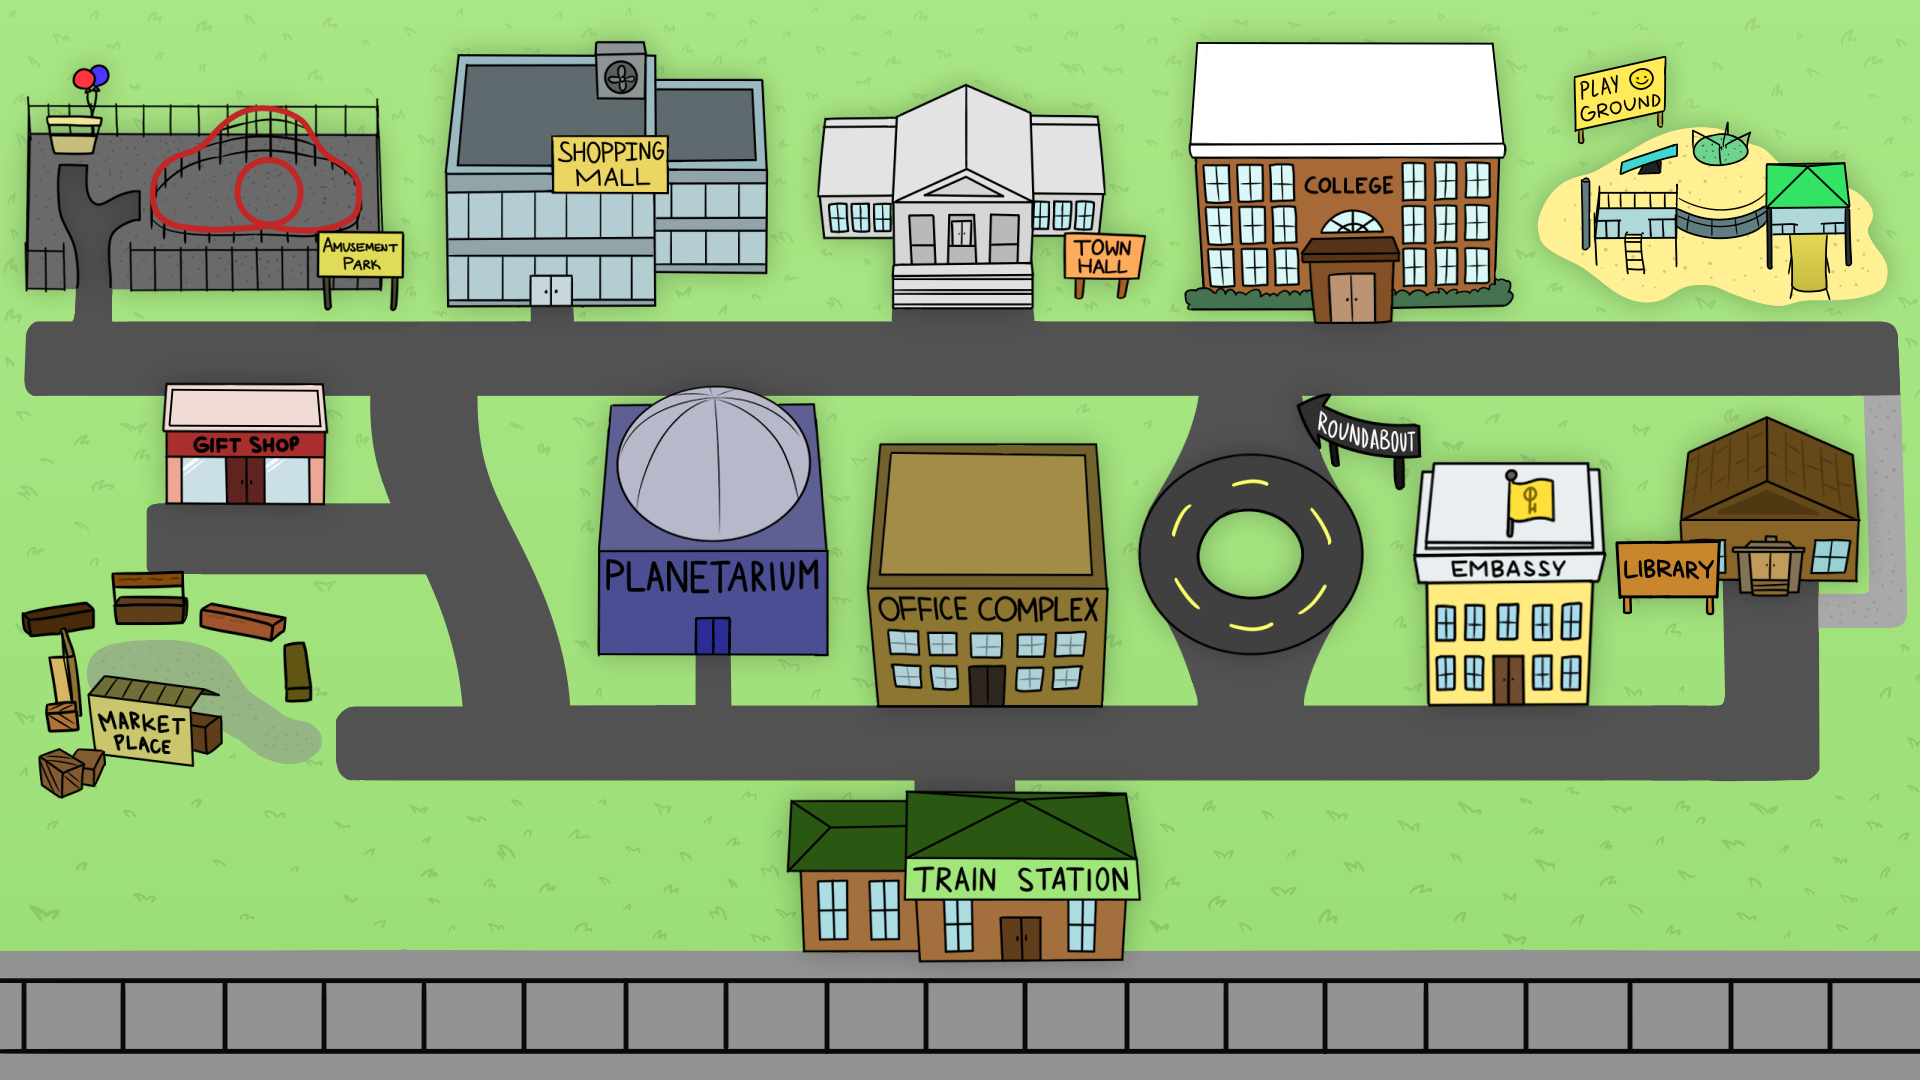 PLAY
GROUND
SHOPPING
MALL
COLLEGE
AMUSEMENT
PARK
TOWN
HALL
ROUNDABOUT
GIFT SHOP
EMBASSY
LIBRARY
PLANETARIUM
OFFICE COMPLEX
MARKET
PLACE
TRAIN STATION